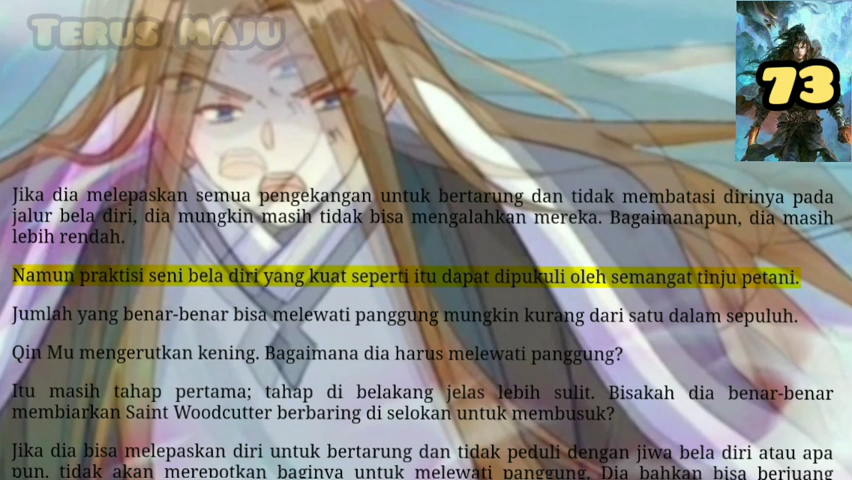 Terus Maju
73
Jika dia melepaskan semua pengekangan untuk bertarung dan tidak membatasi dirinya pada
jalur bela diri, dia mungkin masih tidak bisa mengalahkan mereka. Bagaimanapun, dia masih
lebih rendah.
Namun praktisi seni bela diri yang kuat seperti itu dapat dipukuli oleh semangat tinju petani.
Jumlah yang benar-benar bisa melewati panggung mungkin kurang dari satu dalam sepuluh.
Qin Mu mengerutkan kening. Bagaimana dia harus melewati panggung?
Itu masih tahap pertama; tahap di belakang jelas lebih sulit. Bisakah dia benar-benar
membiarkan Saint Woodcutter berbaring di selokan untuk membusuk?
Jika dia bisa melepaskan diri untuk bertarung dan tidak peduli dengan jiwa bela diri atau apa
pun, tidak akan merepotkan baginya untuk melewati panggung. Dia bahkan bisa berjuang